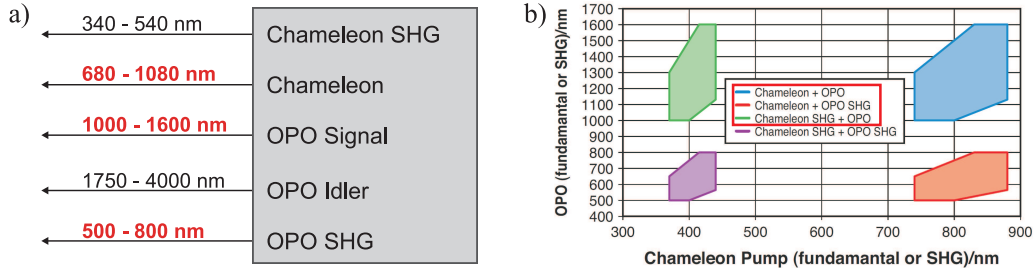 a)
340 - 540 nm
Chameleon SHG
680 - 1080 nm
Chameleon
1000 - 1600 nm
OPO Signal
1750 - 4000 nm
OPO Idler
500 - 800 nm
OPO SHG
b)
OPO (fundamantal or SHG)/nm
1700
1600
1500
1400
1300
1200
1100
1000
900
800
700
600
500
400
Chameleon + OPO
Chameleon + OPO SHG
Chameleon SHG + OPO
Chameleon SHG + OPO SHG
300 400 500 600 700 800 900
Chameleon Pump (fundamantal or SHG)/nm